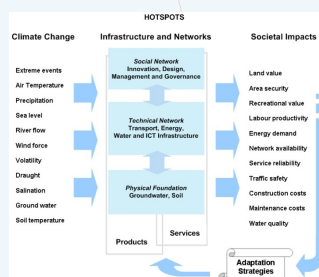 HOTSPOTS
Climate Change
Extreme events
Air Temperature
Precipitation
Sea level
River flow
Wind force
Volatility
Draught
Salination
Ground water
Soil temperature
Infrastructure and Networks
Social Network
Innovation, Design,
Management and Governance
Technical Network
Transport, Energy,
Water and ICT Infrastructure
Physical Foundation
Groundwater, Soil
Products
Services
Societal Impacts
Land value
Area security
Recreational value
Labour productivity
Energy demand
Network availability
Service reliability
Traffic safety
Construction costs
Maintenance costs
Water quality
Adaptation
Strategies